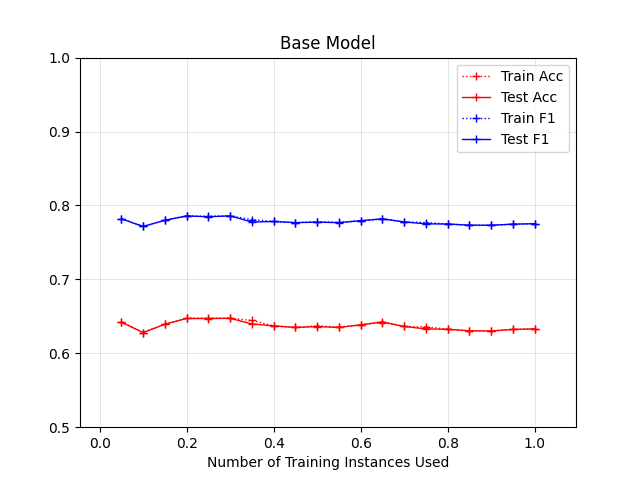 Base Model
1.0
0.9
0.8
0.7
0.6
0.5
Train Acc
Test Acc
Train F1
Test F1
0.0 0.2 0.4 0.6 0.8 1.0
Number of Training Instances Used